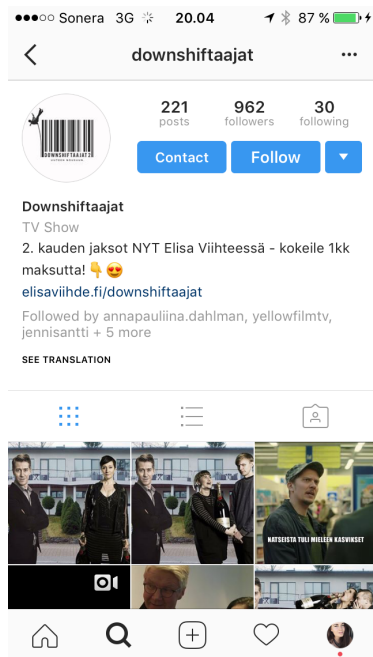 Sonera 3G 20.04 87 %
downshiftaajat
221 962 30
posts followers following
DOWNSHIFTAAJAT 2
Contact Follow
Downshiftaajat
TV Show
2. kauden jaksot NYT Elisa Viihteessä - kokeile 1kk
maksutta! 👇😍
elisaviihde.fi/downshiftaajat
Followed by annapauliina.dahlman, yellowfilmtv,
jennisantti + 5 more
SEE TRANSLATION
NATSEISTA TULI MIELEEN KASVIKSET